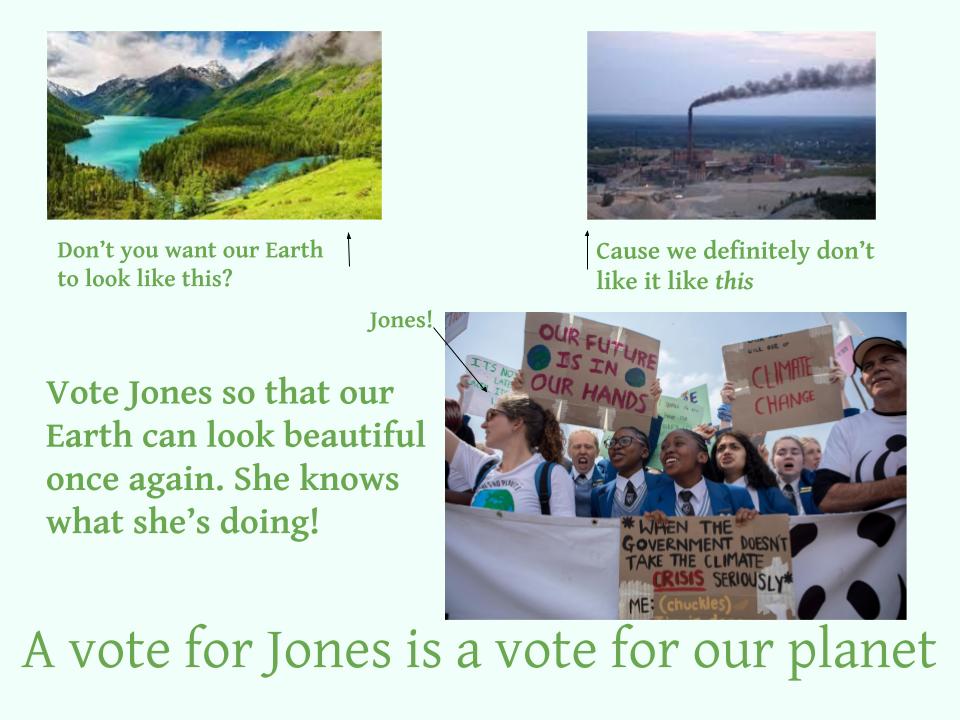 Don't you want our Earth
to look like this?
Cause we definitely don't
like it like this
Jones!
Vote Jones so that our
Earth can look beautiful
once again. She knows
what she's doing!
ITS NO
OUR FUTURE
IS IN
OUR HANDS
CLIMATE
CHANGE
*WHEN THE
GOVERNMENT DOESN'T
TAKE THE CLIMATE
CRISIS SERIOUSLY*
ME: (chuckles)
A vote for Jones is a vote for our planet